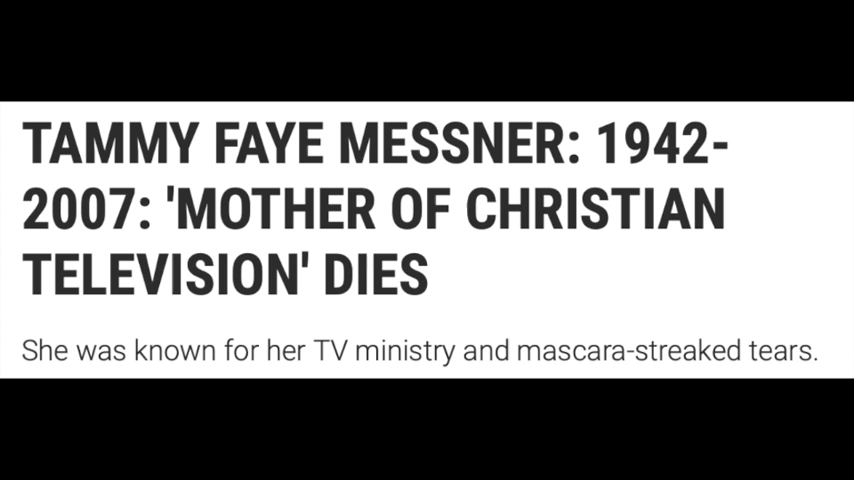 TAMMY FAYE MESSNER: 1942-
2007: 'MOTHER OF CHRISTIAN
TELEVISION' DIES
She was known for her TV ministry and mascara-streaked tears.